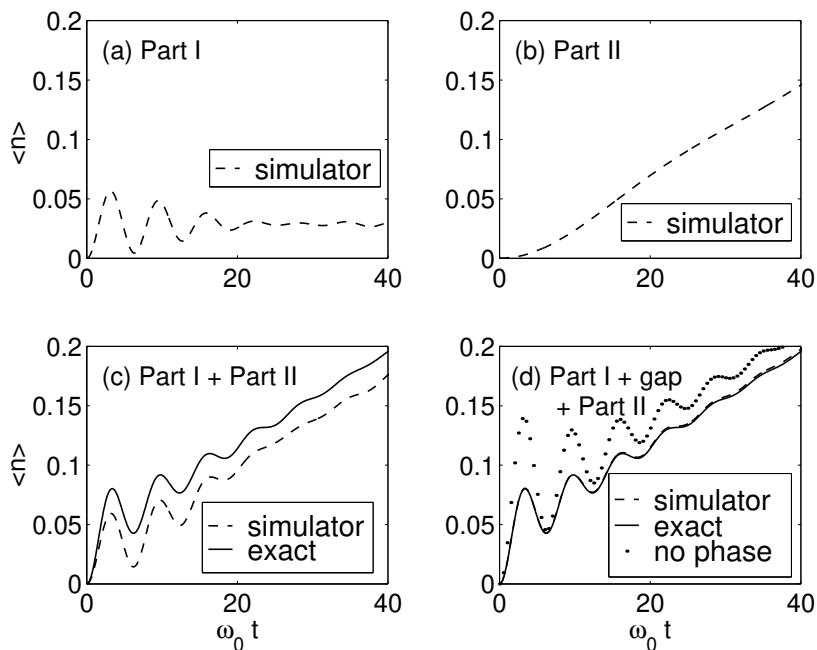 0.2
0.15
0.1
0.05
0
<n>
(a) Part I
simulator
0
20
40
0.2
0.15
0.1
0.05
0
(b) Part II
simulator
0
20
40
0.2
0.15
0.1
0.05
0
<n>
(c) Part I + Part II
simulator
exact
0
20
40
ω₀ t
0.2
0.15
0.1
0.05
0
(d) Part I + gap
+ Part II
simulator
exact
no phase
0
20
40
ω₀ t